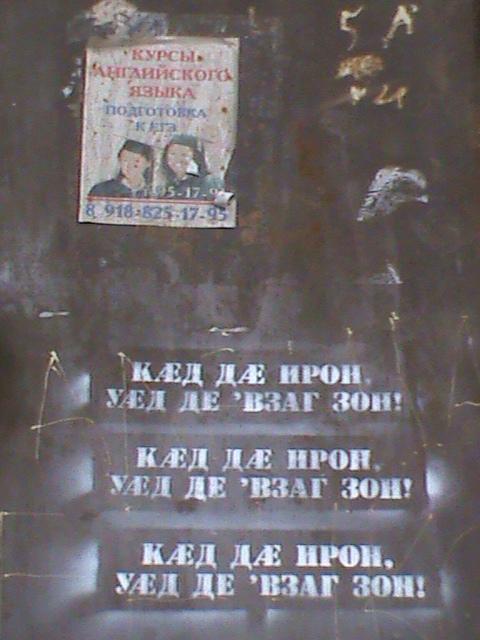 5 А
КУРСЫ
АНГЛИЙСКОГО
ЯЗЫКА
ПОДГОТОВКА
К ЕГЭ
8 918-825-17-95
КÆД ДÆ ИРОН,
УÆД ДЕ 'ВЗАГ ЗОН!
КÆД ДÆ ИРОН,
УÆД ДЕ 'ВЗАГ ЗОН!
КÆД ДÆ ИРОН,
УÆД ДЕ 'ВЗАГ ЗОН!